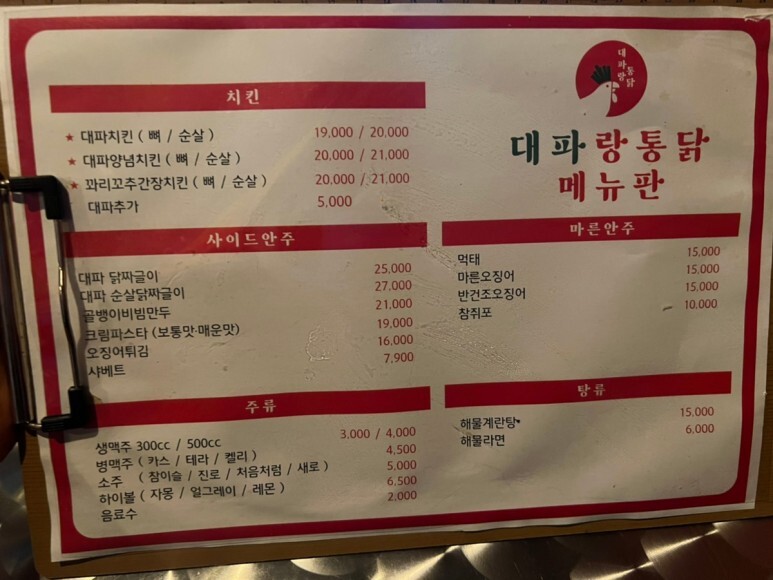 대파랑통닭
대파랑통닭
메뉴판
치킨
★ 대파치킨 ( 뼈 / 순살 ) 19,000 / 20,000
★ 대파양념치킨 ( 뼈 / 순살 ) 20,000 / 21,000
★ 꽈리꼬추간장치킨 ( 뼈 / 순살 ) 20,000 / 21,000
대파추가 5,000
사이드안주
대파 닭짜글이 25,000
대파 순살닭짜글이 27,000
골뱅이비빔만두 21,000
크림파스타 (보통맛·매운맛) 19,000
오징어튀김 16,000
샤베트 7,900
마른안주
먹태 15,000
마른오징어 15,000
반건조오징어 15,000
참쥐포 10,000
주류
생맥주 300cc / 500cc 3,000 / 4,000
병맥주 ( 카스 / 테라 / 켈리 ) 4,500
소주 ( 참이슬 / 진로 / 처음처럼 / 새로 ) 5,000
하이볼 ( 자몽 / 얼그레이 / 레몬 ) 6,500
음료수 2,000
탕류
해물계란탕 15,000
해물라면 6,000